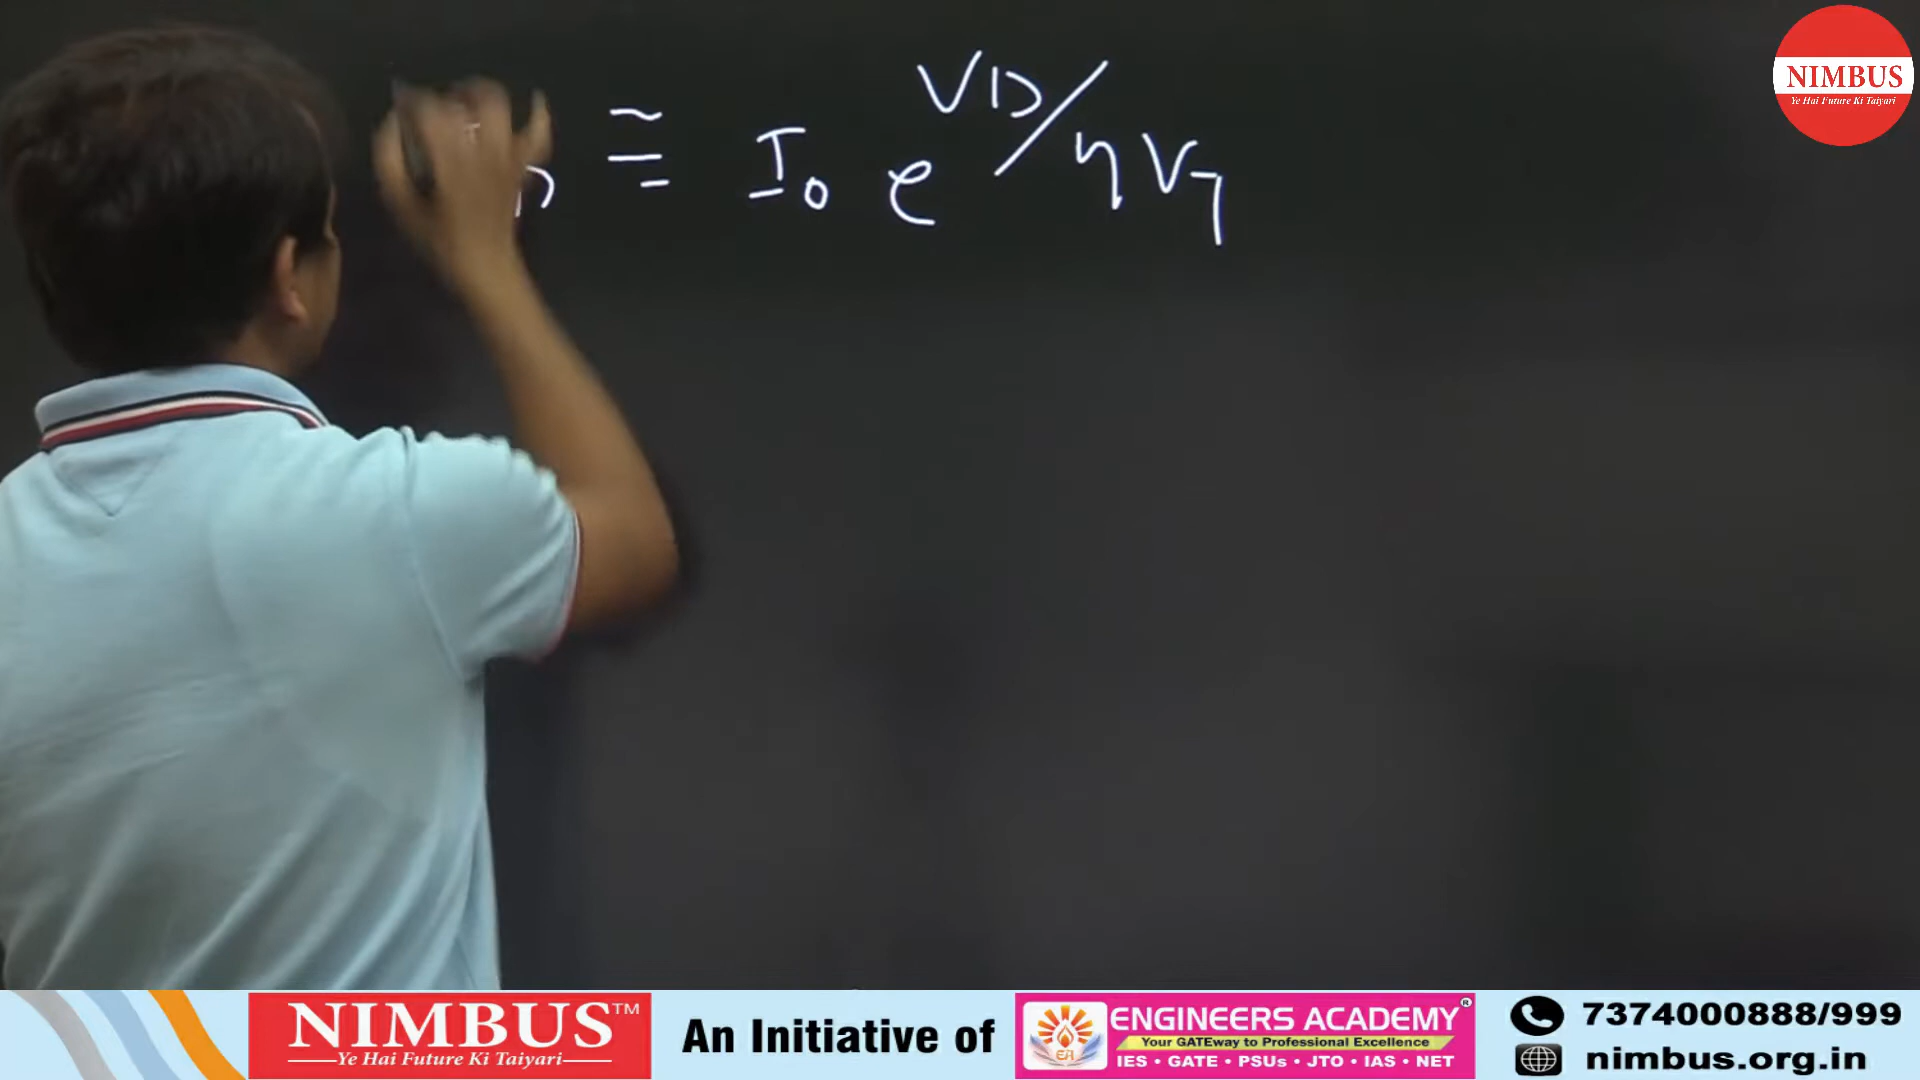 ≅ I₀ e^{VD/ηV_T}
NIMBUS
Ye Hai Future Ki Taiyari
NIMBUS™
Ye Hai Future Ki Taiyari
An Initiative of
ENGINEERS ACADEMY®
Your GATEway to Professional Excellence
IES • GATE • PSUs • JTO • IAS • NET
7374000888/999
nimbus.org.in